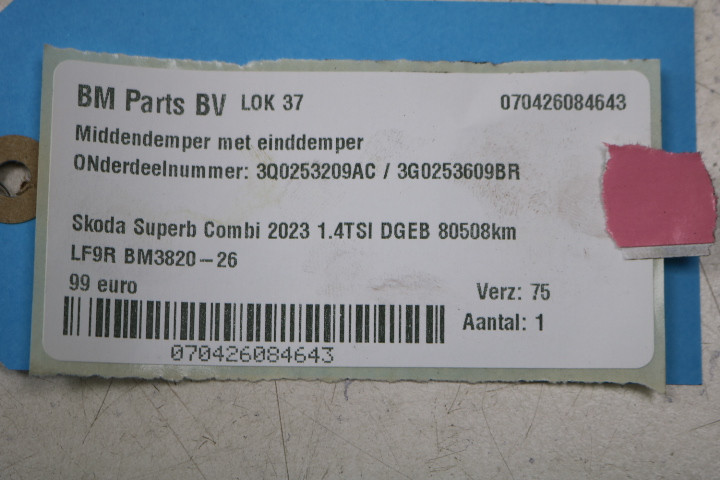 BM Parts BV LOK 37 070426084643
Middendemper met einddemper
ONderdeelnummer: 3Q0253209AC / 3G0253609BR
Skoda Superb Combi 2023 1.4TSI DGEB 80508km
LF9R BM3820-26
99 euro
Verz: 75
Aantal: 1
070426084643